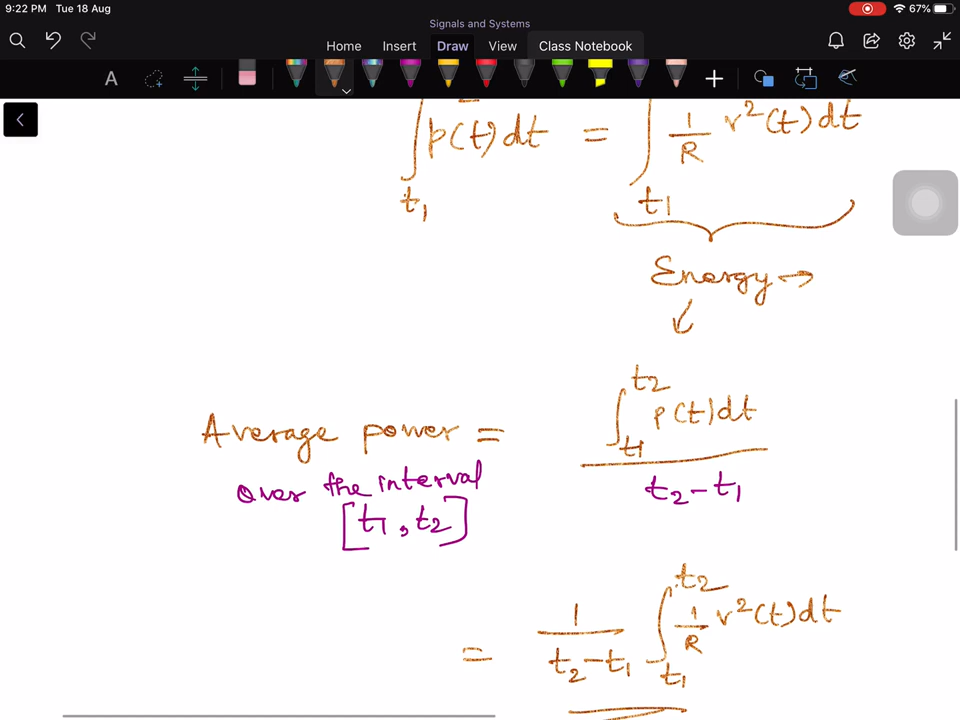 9:22 PM Tue 18 Aug
67%
Signals and Systems
Home Insert Draw View Class Notebook
A
∫ p(t) dt = ∫ 1/R v²(t) dt
t₁ t₁
Energy →
↙
Average power = ∫_{t1}^{t2} p(t) dt / t₂ − t₁
over the interval
[t₁, t₂]
= 1/(t₂ − t₁) ∫_{t1}^{t2} 1/R v²(t) dt